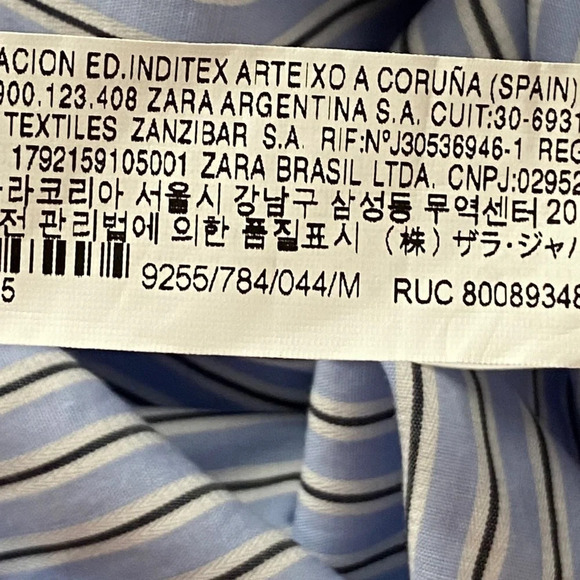 ACION ED.INDITEX ARTEIXO A CORUÑA (SPAIN)
900.123.408 ZARA ARGENTINA S.A. CUIT:30-6931
TEXTILES ZANZIBAR S.A. RIF:NºJ30536946-1 REG
1792159105001 ZARA BRASIL LTDA. CNPJ:02952
라코리아 서울시 강남구 삼성동 무역센터 20
전 관리법에 의한 품질표시 (株) ザラ・ジャパ
9255/784/044/M RUC 80089348
5